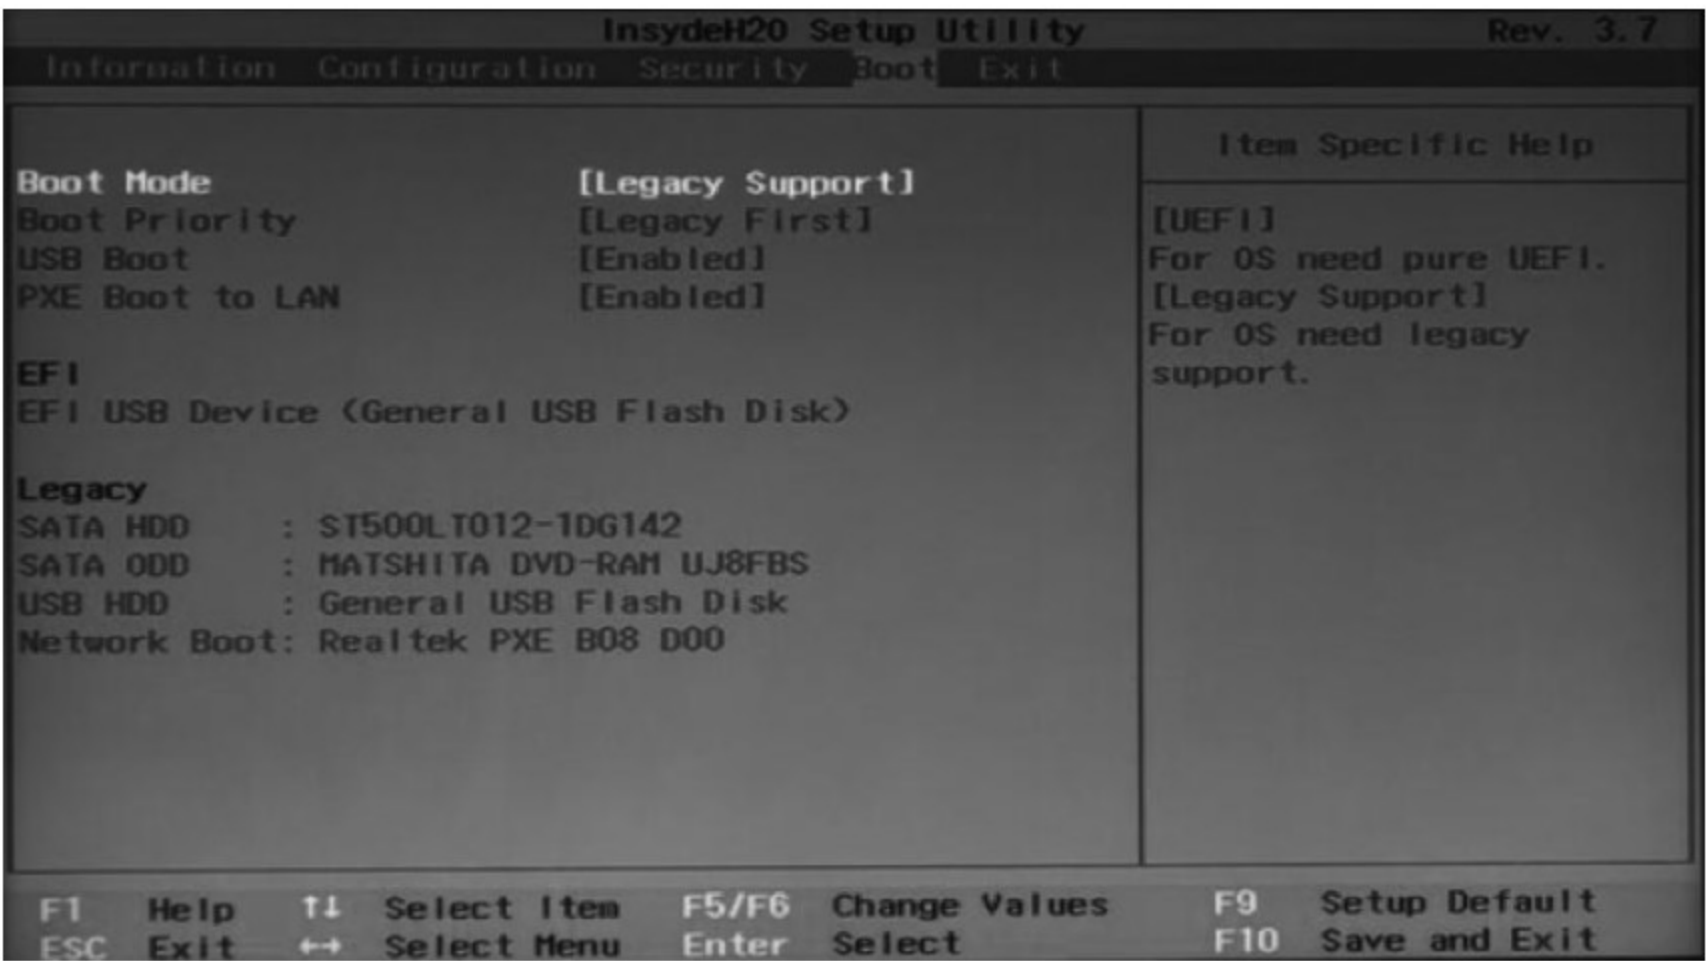 InsydeH20 Setup Utility Rev. 3.7
Information Configuration Security Boot Exit
Item Specific Help
Boot Mode [Legacy Support]
Boot Priority [Legacy First]
USB Boot [Enabled]
PXE Boot to LAN [Enabled]
EFI
EFI USB Device (General USB Flash Disk)
Legacy
SATA HDD : ST500LT012-1DG142
SATA ODD : MATSHITA DVD-RAM UJ8FBS
USB HDD : General USB Flash Disk
Network Boot: Realtek PXE B08 D00
[UEFI]
For OS need pure UEFI.
[Legacy Support]
For OS need legacy
support.
F1 Help ↑↓ Select Item F5/F6 Change Values F9 Setup Default
ESC Exit ↔ Select Menu Enter Select F10 Save and Exit